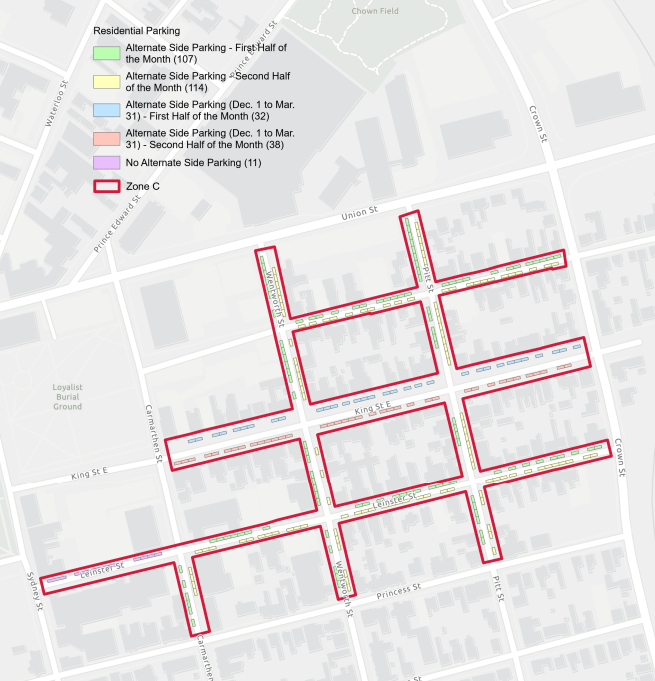 Chown Field
Residential Parking
Alternate Side Parking - First Half of
the Month (107)
Alternate Side Parking - Second Half
of the Month (114)
Alternate Side Parking (Dec. 1 to Mar.
31) - First Half of the Month (32)
Alternate Side Parking (Dec. 1 to Mar.
31) - Second Half of the Month (38)
No Alternate Side Parking (11)
Zone C
Prince Edward St
Waterloo St
Crown St
Prince Edward St
Union St
Wentworth St
Pitt St
Loyalist
Burial
Ground
Carmarthen St
King St E
King St E
Crown St
Leinster St
Leinster St
Sydney St
Wentworth St
Princess St
Pitt St
Carmarthen
St